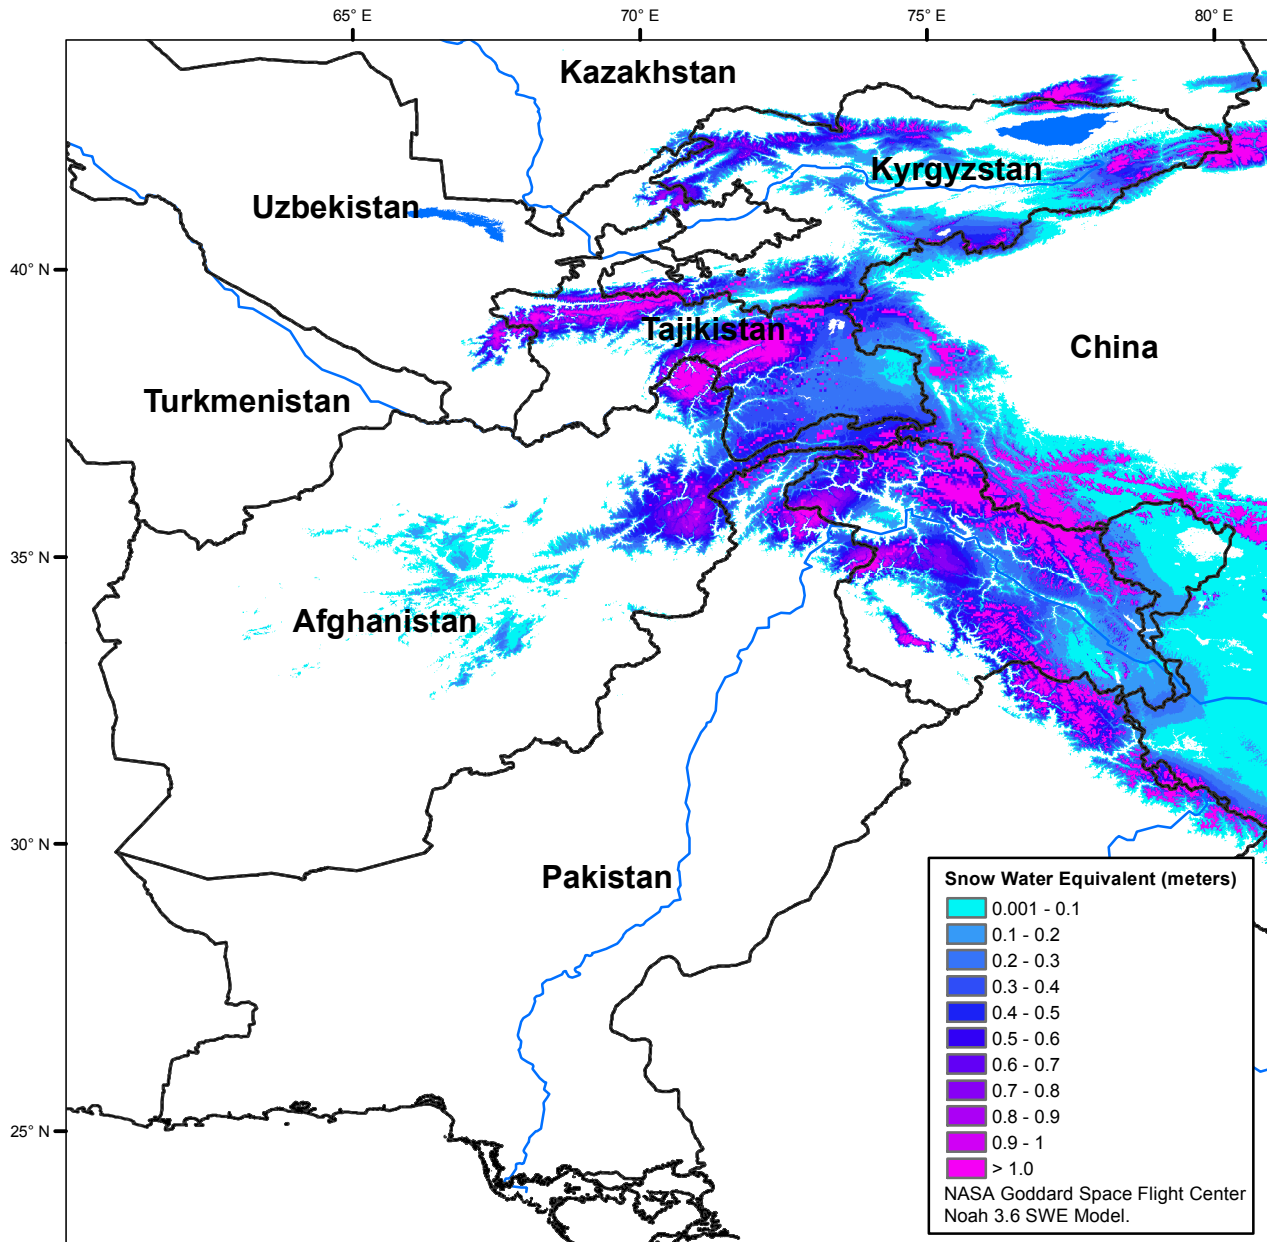 65° E
70° E
75° E
80° E
Kazakhstan
Kyrgyzstan
Uzbekistan
40° N
Tajikistan
China
Turkmenistan
35° N
Afghanistan
30° N
Pakistan
25° N
Snow Water Equivalent (meters)
0.001 - 0.1
0.1 - 0.2
0.2 - 0.3
0.3 - 0.4
0.4 - 0.5
0.5 - 0.6
0.6 - 0.7
0.7 - 0.8
0.8 - 0.9
0.9 - 1
> 1.0
NASA Goddard Space Flight Center
Noah 3.6 SWE Model.